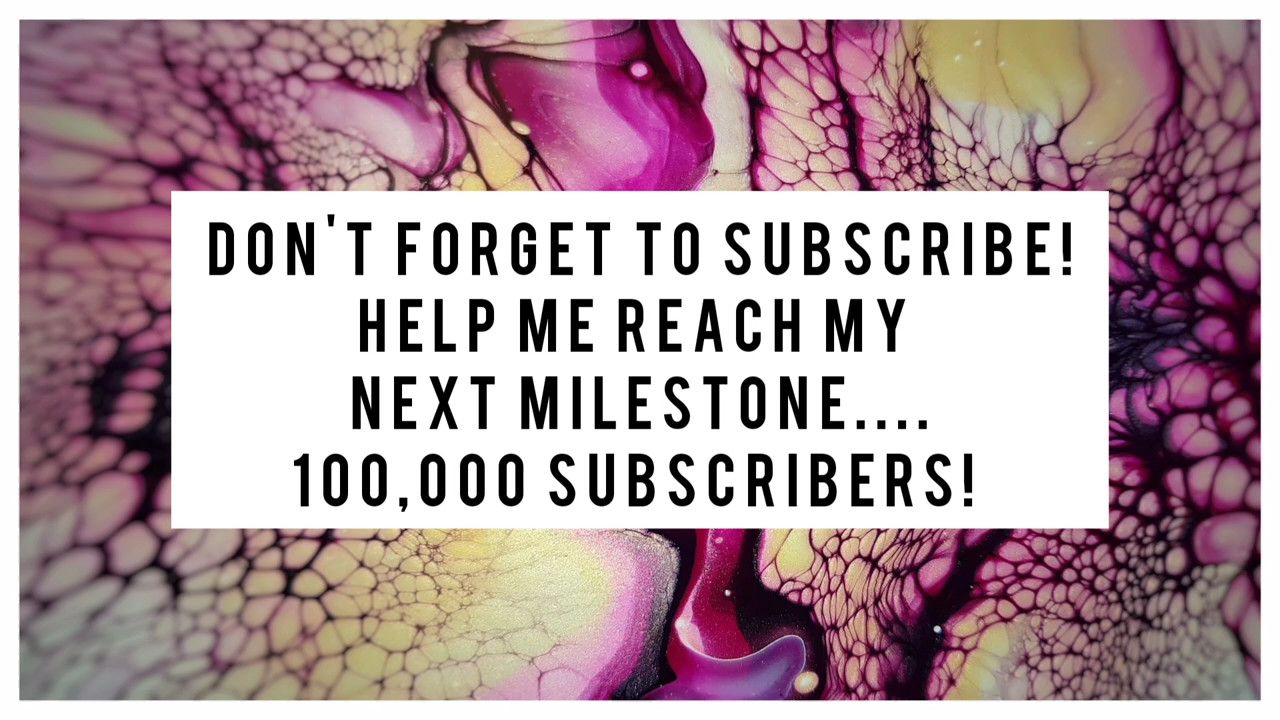 DON'T FORGET TO SUBSCRIBE!
HELP ME REACH MY
NEXT MILESTONE....
100,000 SUBSCRIBERS!